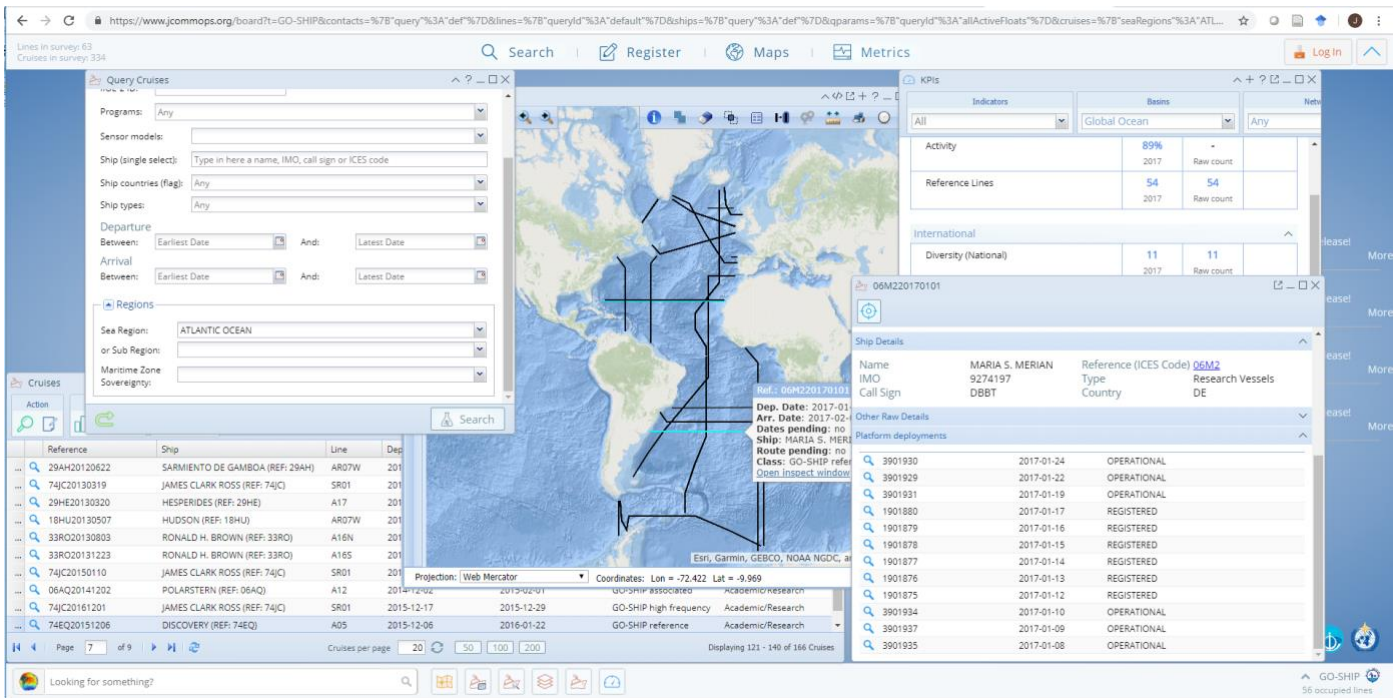 https://www.jcommops.org/board?t=GO-SHIP&contacts=%7B"query"%3A"def"%7D&lines=%7B"queryId"%3A"default"%7D&ships=%7B"query"%3A"def"%7D&qparams=%7B"queryId"%3A"allActiveFloats"%7D&cruises=%7B"seaRegions"%3A"ATL...
Lines in survey: 63
Cruises in survey: 334
Search Register Maps Metrics
Log In
Query Cruises
Programs: Any
Sensor models:
Ship (single select): Type in here a name, IMO, call sign or ICES code
Ship countries (flag): Any
Ship types: Any
Departure
Between: Earliest Date And: Latest Date
Arrival
Between: Earliest Date And: Latest Date
Regions
Sea Region: ATLANTIC OCEAN
or Sub Region:
Maritime Zone
Sovereignty:
Search
KPIs
Indicators Basins
All Global Ocean Any
Activity 89% -
2017 Raw count
Reference Lines 54 54
2017 Raw count
International
Diversity (National) 11 11
2017 Raw count
More
More
More
More
Ref.: 06M220170101
Dep. Date: 2017-01-
Arr. Date: 2017-02-
Dates pending: no
Ship: MARIA S. MERI
Route pending: no
Class: GO-SHIP refer
Open inspect window
06M220170101
Ship Details
Name MARIA S. MERIAN Reference (ICES Code) 06M2
IMO 9274197 Type Research Vessels
Call Sign DBBT Country DE
Other Raw Details
Platform deployments
3901930 2017-01-24 OPERATIONAL
3901929 2017-01-22 OPERATIONAL
3901931 2017-01-19 OPERATIONAL
1901880 2017-01-17 REGISTERED
1901879 2017-01-16 REGISTERED
1901878 2017-01-15 REGISTERED
1901877 2017-01-14 REGISTERED
1901876 2017-01-13 REGISTERED
1901875 2017-01-12 REGISTERED
3901934 2017-01-10 OPERATIONAL
3901937 2017-01-09 OPERATIONAL
3901935 2017-01-08 OPERATIONAL
Esri, Garmin, GEBCO, NOAA NGDC, a
Projection: Web Mercator Coordinates: Lon = -72.422 Lat = -9.969
Cruises
Action
Reference Ship Line Dep
29AH20120622 SARMIENTO DE GAMBOA (REF: 29AH) AR07W 201
74JC20130319 JAMES CLARK ROSS (REF: 74JC) SR01 201
29HE20130320 HESPERIDES (REF: 29HE) A17 201
18HU20130507 HUDSON (REF: 18HU) AR07W 201
33RO20130803 RONALD H. BROWN (REF: 33RO) A16N 201
33RO20131223 RONALD H. BROWN (REF: 33RO) A16S 201
74JC20150110 JAMES CLARK ROSS (REF: 74JC) SR01 201
06AQ20141202 POLARSTERN (REF: 06AQ) A12 2014-12-02 2015-02-01 GO-SHIP associated Academic/Research
74JC20161201 JAMES CLARK ROSS (REF: 74JC) SR01 2015-12-17 2015-12-29 GO-SHIP high frequency Academic/Research
74EQ20151206 DISCOVERY (REF: 74EQ) A05 2015-12-06 2016-01-22 GO-SHIP reference Academic/Research
Page 7 of 9 Cruises per page 20 50 100 200 Displaying 121 - 140 of 166 Cruises
Looking for something?
GO-SHIP
56 occupied lines